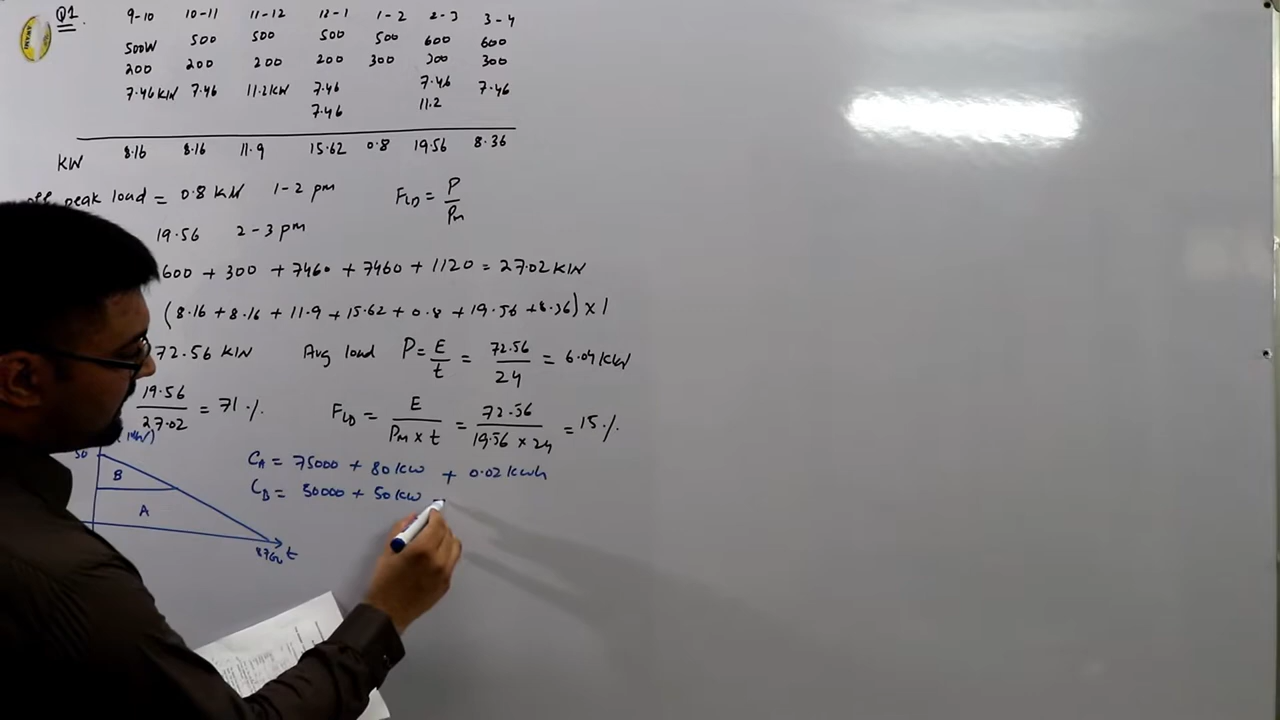 Q1. 9-10 10-11 11-12 12-1 1-2 2-3 3-4
500W 500 500 500 500 600 600
200 200 200 200 300 300 300
7.46KW 7.46 11.2KW 7.46 7.46 7.46
7.46 11.2
KW 8.16 8.16 11.9 15.62 0.8 19.56 8.36
off peak load = 0.8 KW 1-2 pm FLD = P/Pm
19.56 2-3 pm
600 + 300 + 7460 + 7460 + 1120 = 27.02 KW
(8.16 + 8.16 + 11.9 + 15.62 + 0.8 + 19.56 + 8.36) × 1
72.56 KW Avg load P = E/t = 72.56/24 = 6.04 KW
19.56/27.02 = 71 % FLD = E/(Pm × t) = 72.56/(19.56 × 24) = 15 %
(MW)
50
B
A
8760 t
CA = 75000 + 80 kW + 0.02 kWh
CB = 50000 + 50 kW